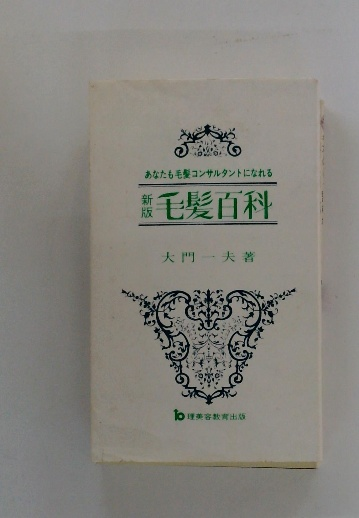 あなたも毛髪コンサルタントになれる
新版 毛髪百科
大門一夫著
理美容教育出版